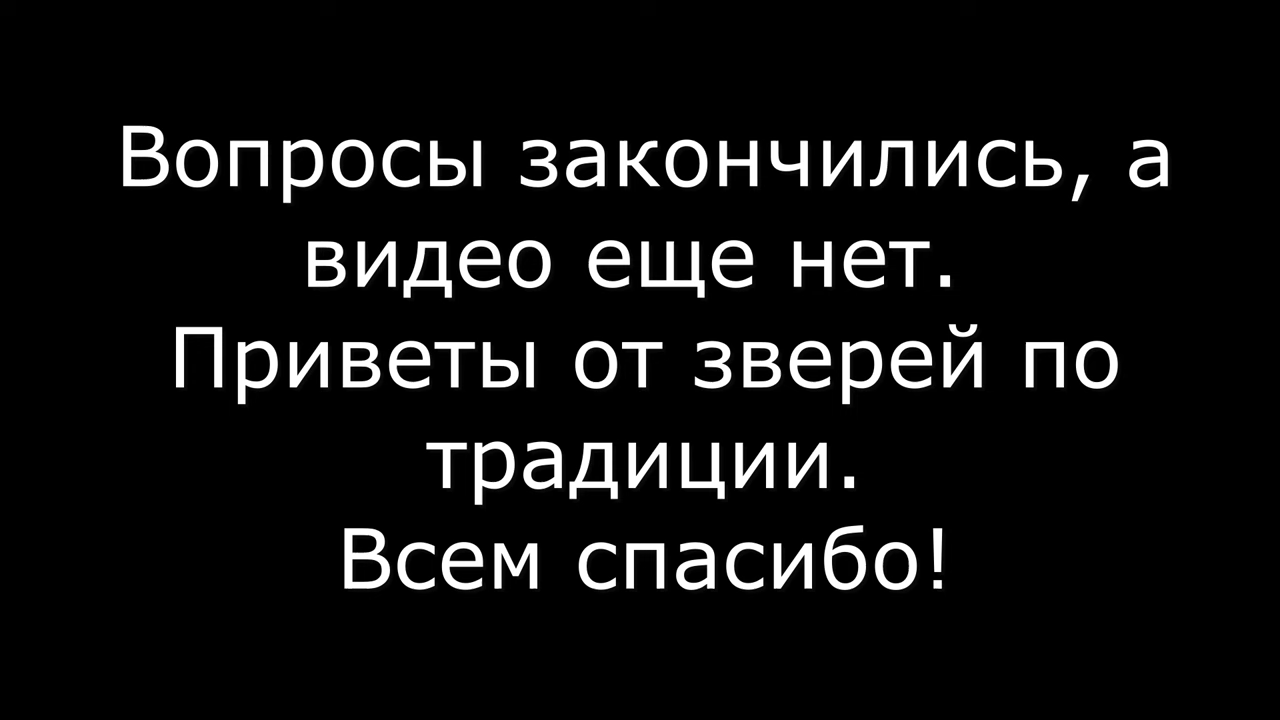 Вопросы закончились, а
видео еще нет.
Приветы от зверей по
традиции.
Всем спасибо!